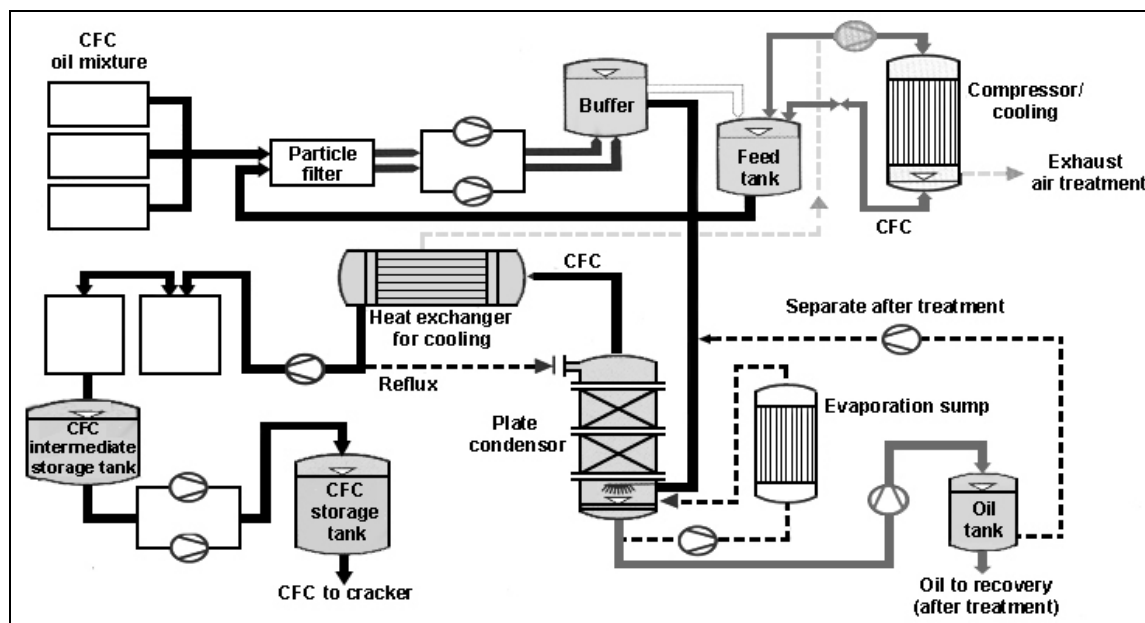 CFC
oil mixture
Particle
filter
Buffer
Feed
tank
Compressor/
cooling
Exhaust
air treatment
CFC
CFC
Heat exchanger
for cooling
Reflux
Separate after treatment
Evaporation sump
Plate
condensor
CFC
intermediate
storage tank
CFC
storage
tank
CFC to cracker
Oil
tank
Oil to recovery
(after treatment)